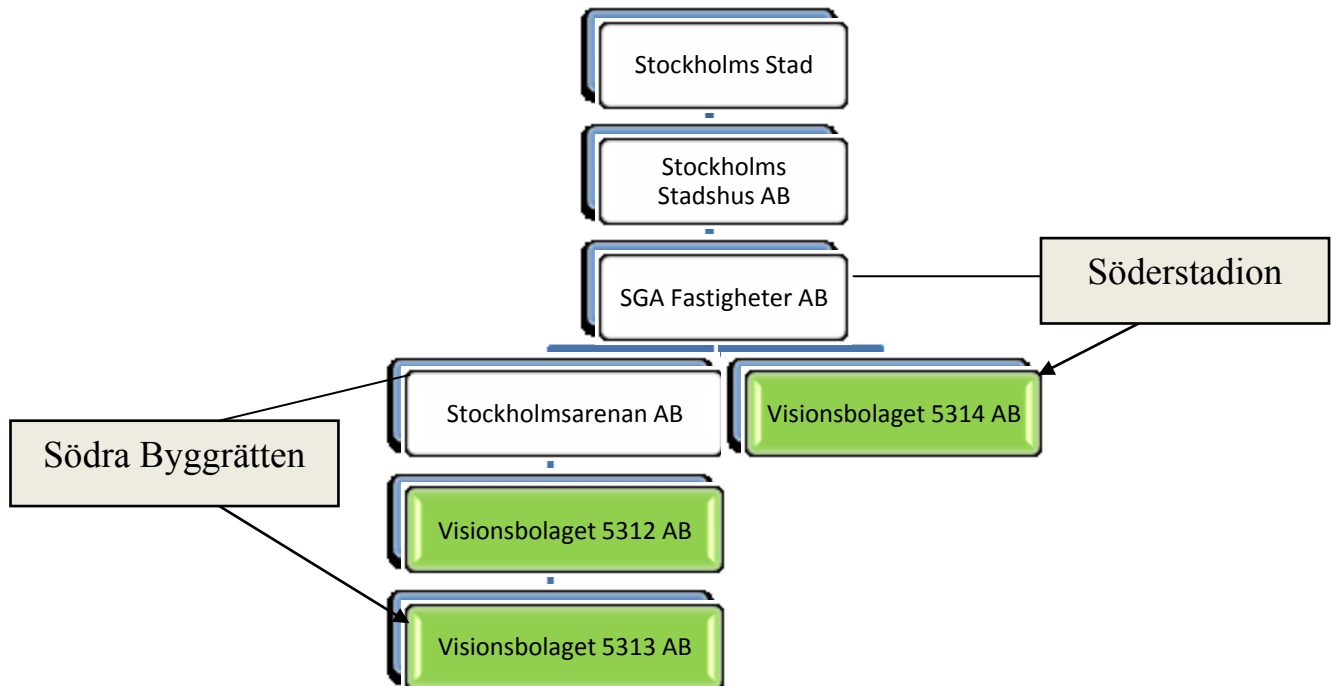 Stockholms Stad
Stockholms
Stadshus AB
SGA Fastigheter AB
Söderstadion
Stockholmsarenan AB
Visionsbolaget 5314 AB
Södra Byggrätten
Visionsbolaget 5312 AB
Visionsbolaget 5313 AB